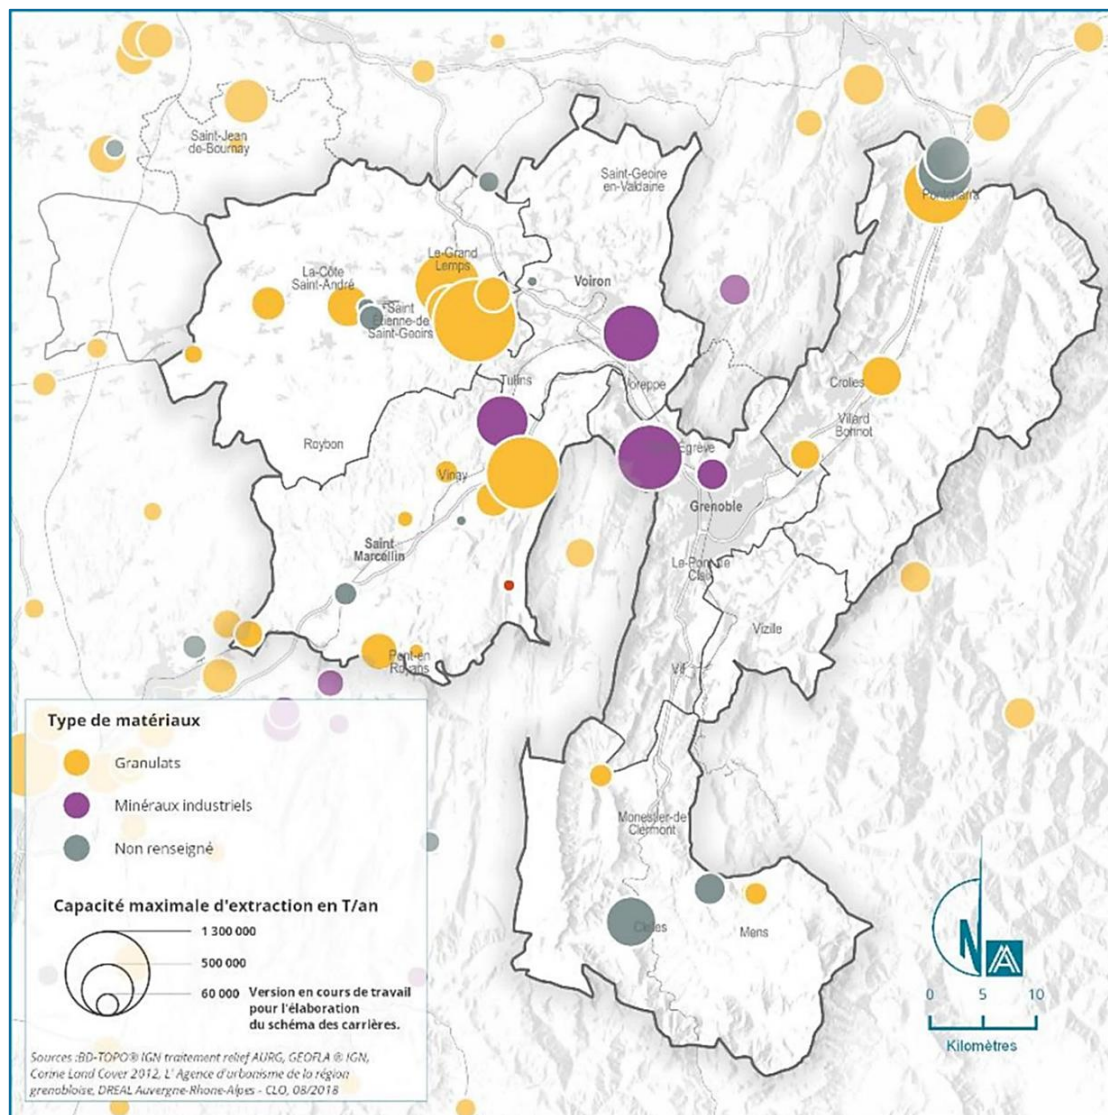 Saint-Jean
de-Bournay
Saint-Geoire
en-Valdaine
Pontcharra
Le-Grand
Lemps
La-Côte
Saint-André
Voiron
Saint
Étienne-de
Saint-Geoirs
Tullins
Voreppe
Crolles
Villard
Bonnot
Roybon
Égrève
Vinay
Grenoble
Saint
Marcellin
Le-Pont-de
Claix
Vizille
Pont-en
Royans
Vif
Monestier-de
Clermont
Clelles
Mens
Type de matériaux
Granulats
Minéraux industriels
Non renseigné
Capacité maximale d'extraction en T/an
1 300 000
500 000
60 000
Version en cours de travail
pour l'élaboration
du schéma des carrières.
Sources :BD-TOPO® IGN traitement relief AURG, GEOFLA ® IGN,
Corine Land Cover 2012, L' Agence d'urbanisme de la région
grenobloise, DREAL Auvergne-Rhone-Alpes - CLO, 08/2018
N
0 5 10
Kilomètres